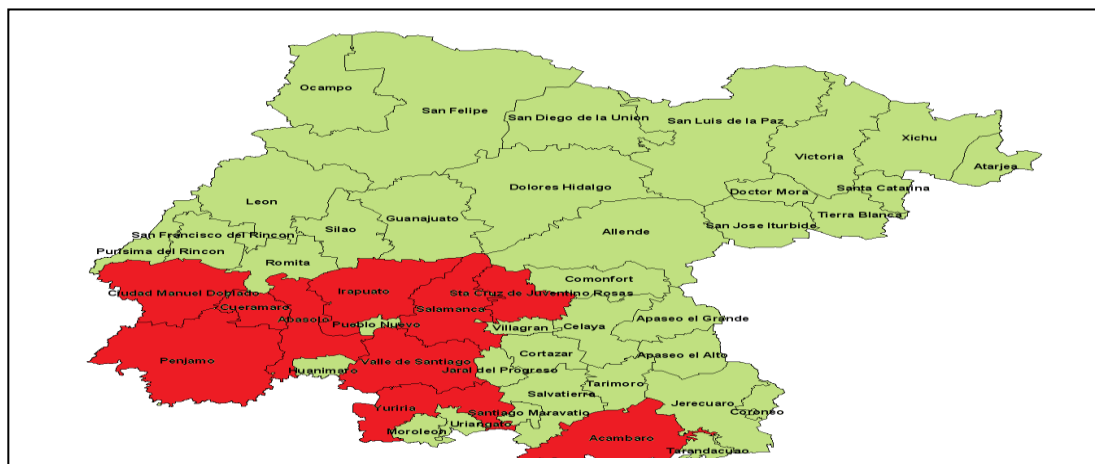 Ocampo
San Felipe
San Diego de la Union
San Luis de la Paz
Xichu
Victoria
Atarjea
Dolores Hidalgo
Doctor Mora
Santa Catarina
Leon
Guanajuato
Tierra Blanca
San Jose Iturbide
Silao
Allende
San Francisco del Rincon
Purisima del Rincon
Romita
Comonfort
Ciudad Manuel Doblado
Irapuato
Sta Cruz de Juventino Rosas
Cueramaro
Salamanca
Abasolo
Pueblo Nuevo
Villagran
Celaya
Apaseo el Grande
Penjamo
Valle de Santiago
Cortazar
Apaseo el Alto
Huanimaro
Jaral del Progreso
Tarimoro
Salvatierra
Jerecuaro
Yuriria
Santiago Maravatio
Coroneo
Uriangato
Moroleon
Acambaro
Tarandacuao